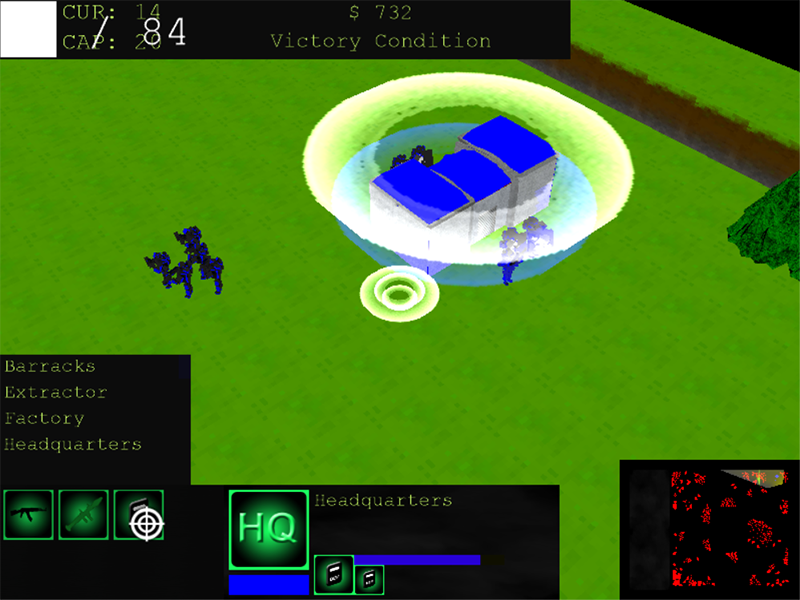 CUR: 14
$ 732
/ 84
CAP: 20
Victory Condition
Barracks
Extractor
Factory
Headquarters
HQ
Headquarters